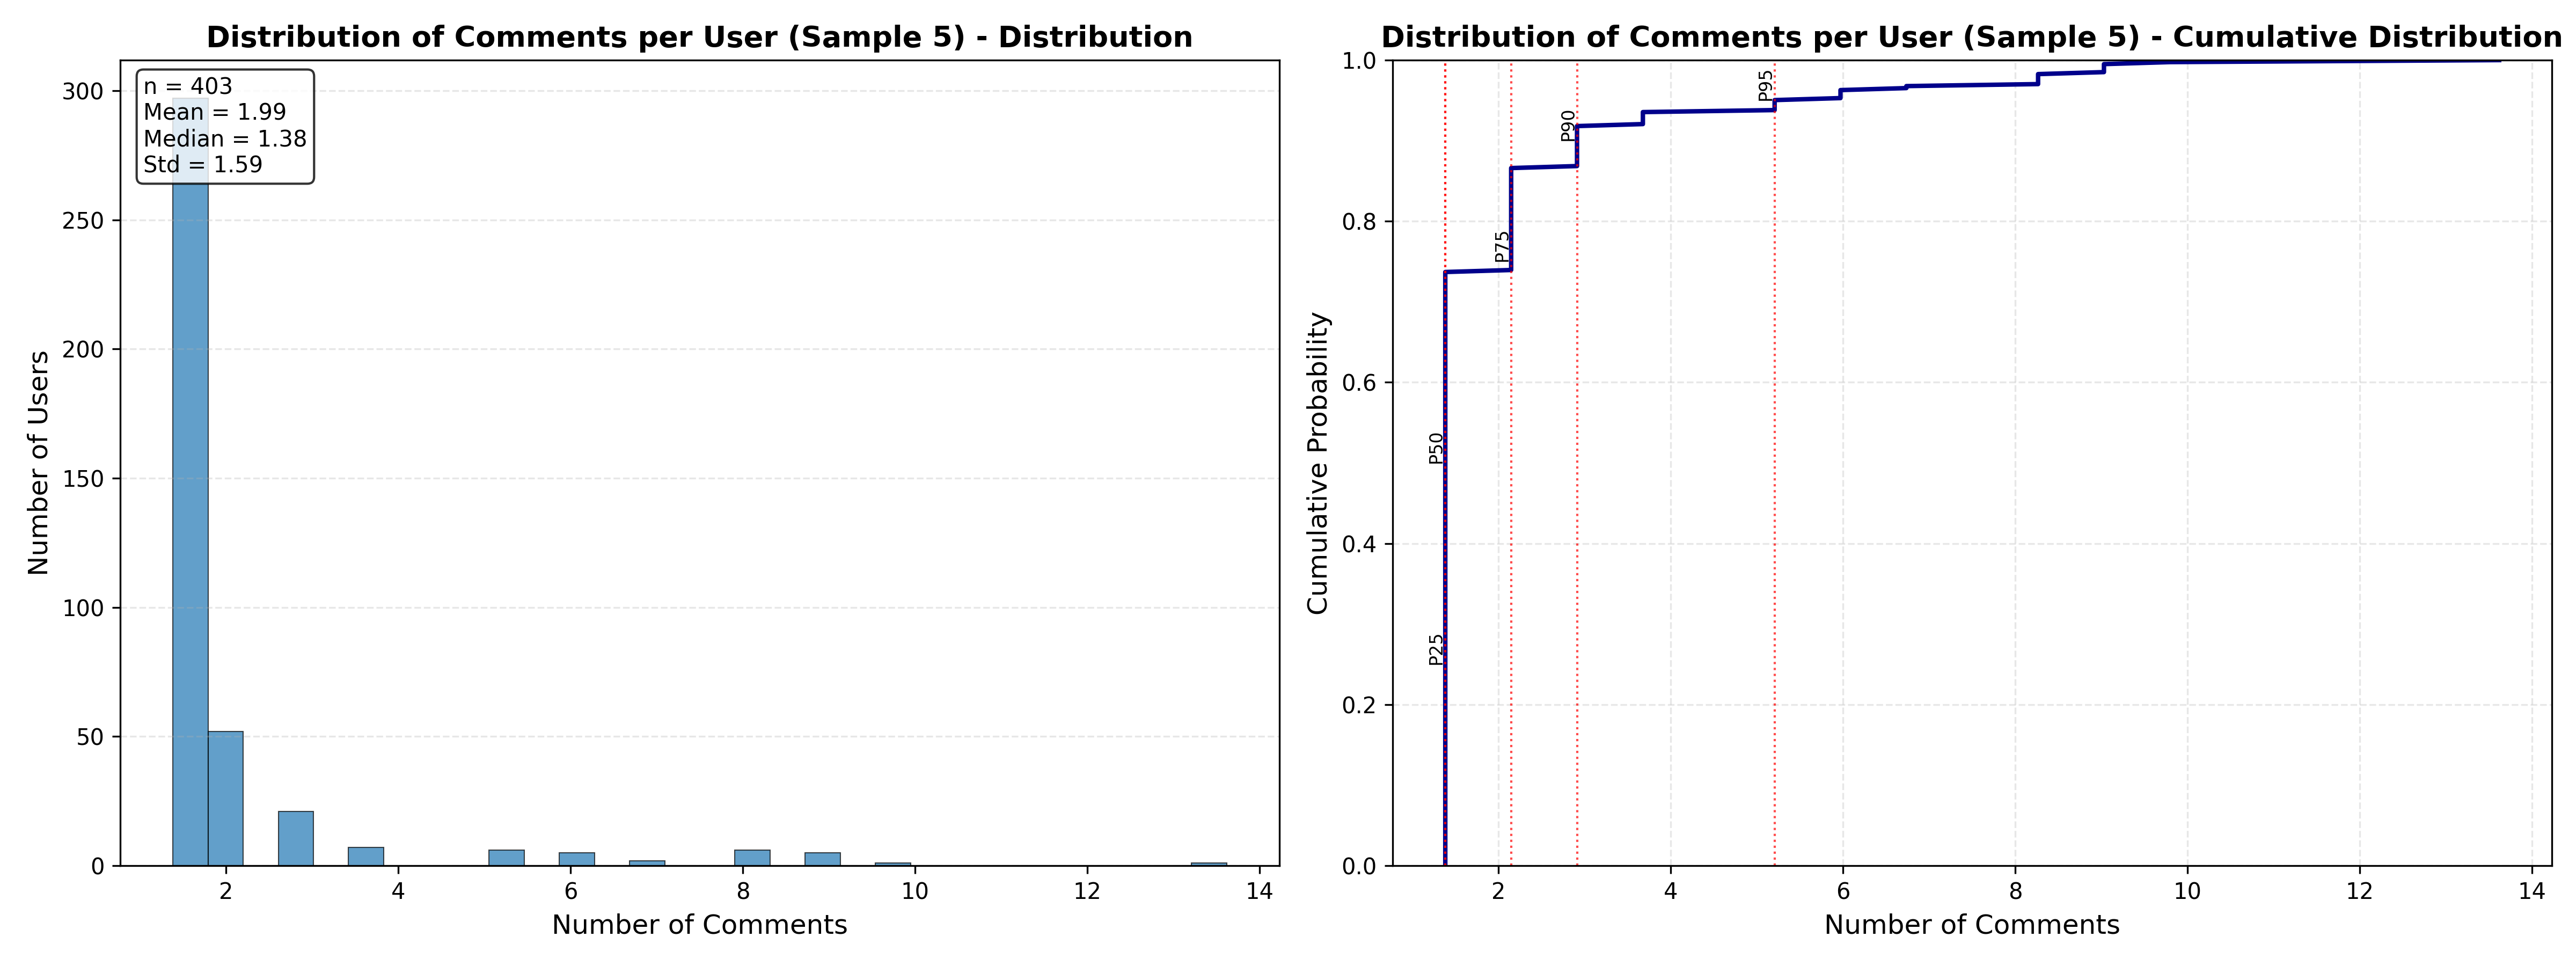 Distribution of Comments per User (Sample 5) - Distribution
n = 403
Mean = 1.99
Median = 1.38
Std = 1.59
Number of Users
300
250
200
150
100
50
0
2 4 6 8 10 12 14
Number of Comments
Distribution of Comments per User (Sample 5) - Cumulative Distribution
Cumulative Probability
1.0
0.8
0.6
0.4
0.2
0.0
P25
P50
P75
P90
P95
2 4 6 8 10 12 14
Number of Comments